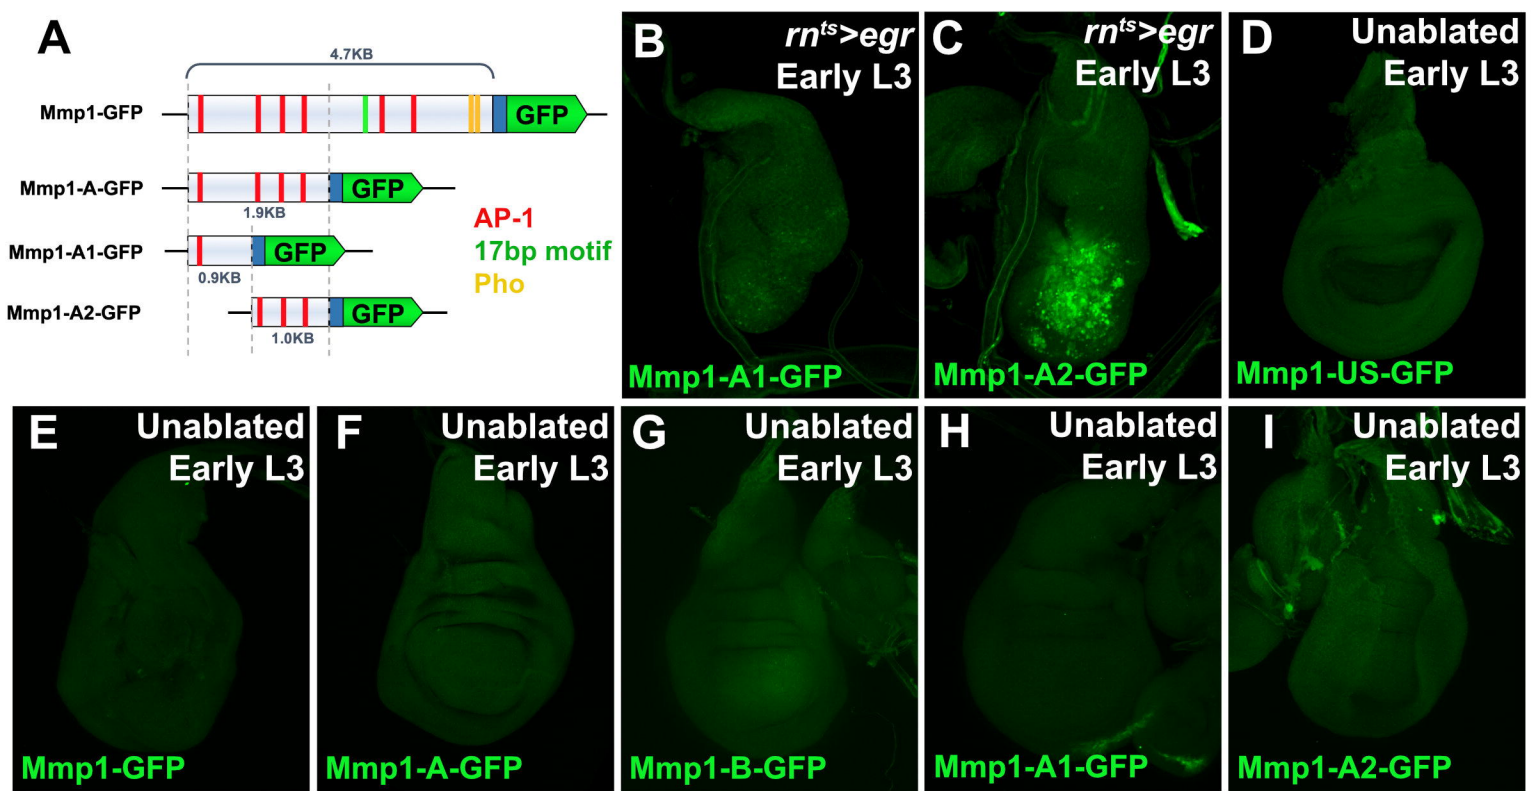 A
4.7KB
Mmp1-GFP
GFP
Mmp1-A-GFP
GFP
1.9KB
Mmp1-A1-GFP
GFP
0.9KB
Mmp1-A2-GFP
GFP
1.0KB
AP-1
17bp motif
Pho
B
rnts>egr
Early L3
Mmp1-A1-GFP
C
rnts>egr
Early L3
Mmp1-A2-GFP
D
Unablated
Early L3
Mmp1-US-GFP
E
Unablated
Early L3
Mmp1-GFP
F
Unablated
Early L3
Mmp1-A-GFP
G
Unablated
Early L3
Mmp1-B-GFP
H
Unablated
Early L3
Mmp1-A1-GFP
I
Unablated
Early L3
Mmp1-A2-GFP